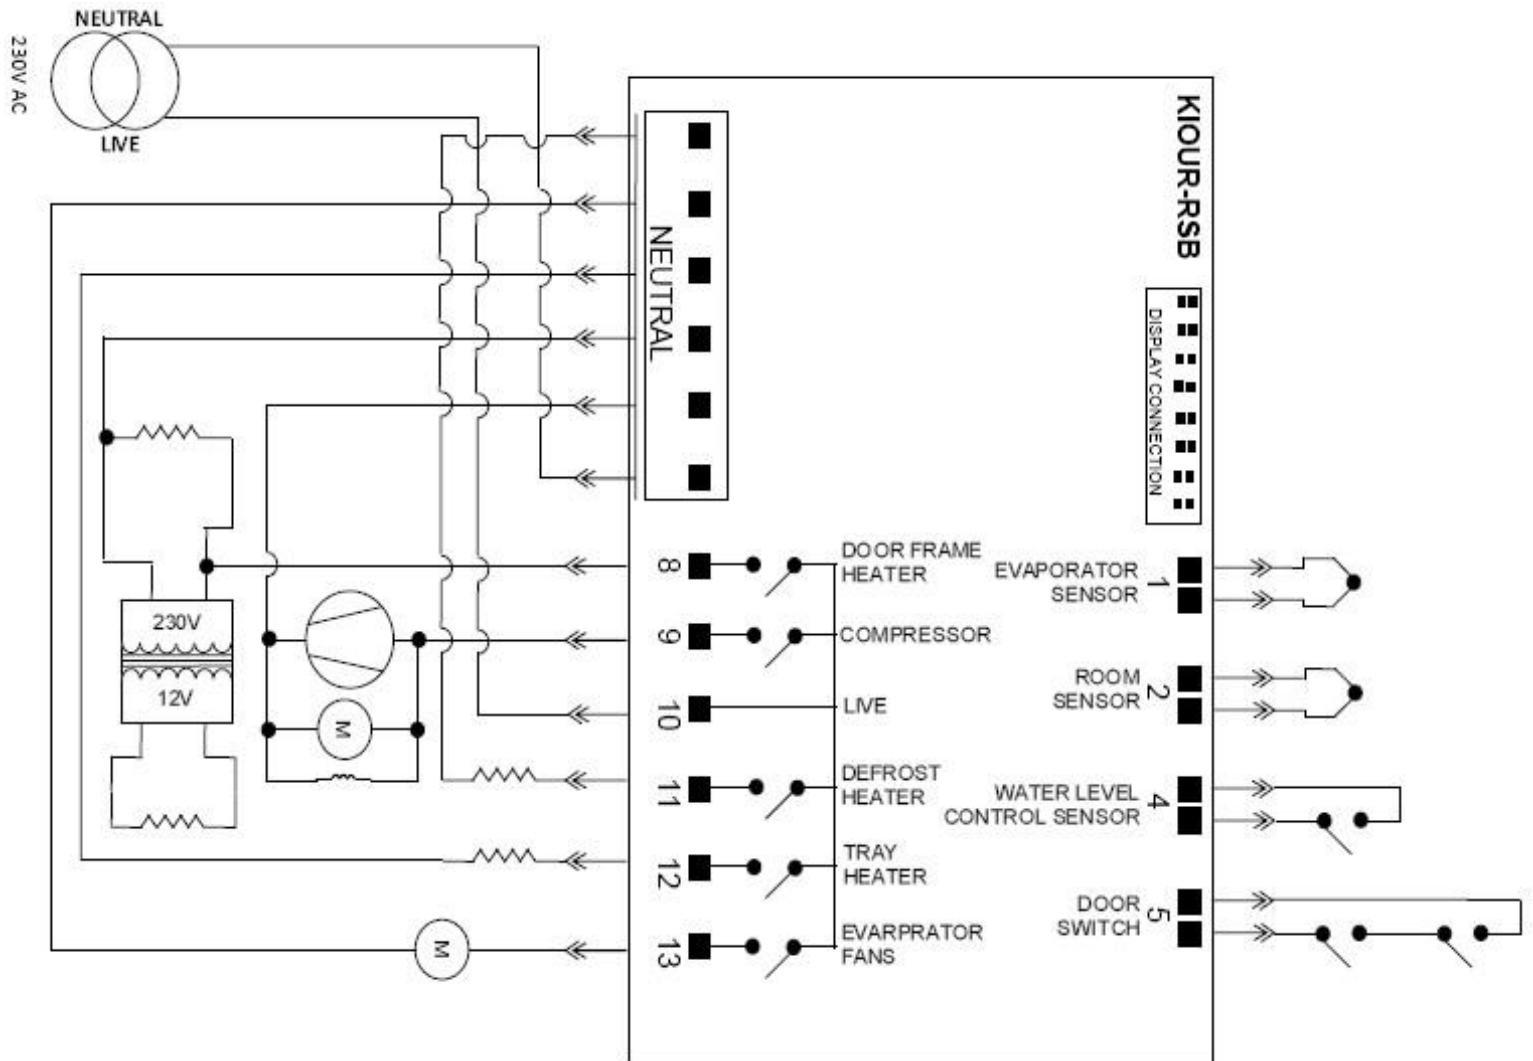 NEUTRAL
230V AC
LIVE
KIOUR-RSB
NEUTRAL
DISPLAY CONNECTION
8
DOOR FRAME
HEATER
9
COMPRESSOR
10
LIVE
11
DEFROST
HEATER
12
TRAY
HEATER
13
EVARPRATOR
FANS
EVAPORATOR
SENSOR
1
ROOM
SENSOR
2
WATER LEVEL
CONTROL SENSOR
4
DOOR
SWITCH
5
230V
12V
M
M